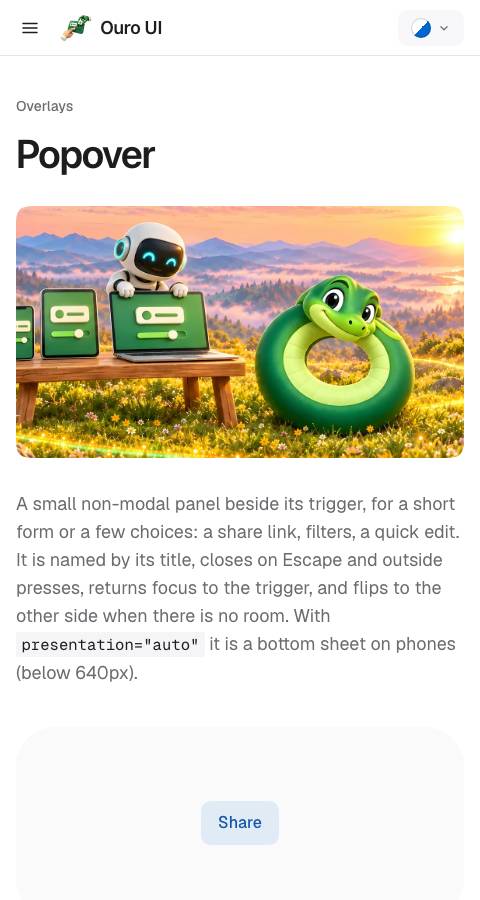 Ouro UI
Overlays
Popover
A small non-modal panel beside its trigger, for a short
form or a few choices: a share link, filters, a quick edit.
It is named by its title, closes on Escape and outside
presses, returns focus to the trigger, and flips to the
other side when there is no room. With
presentation="auto" it is a bottom sheet on phones
(below 640px).
Share